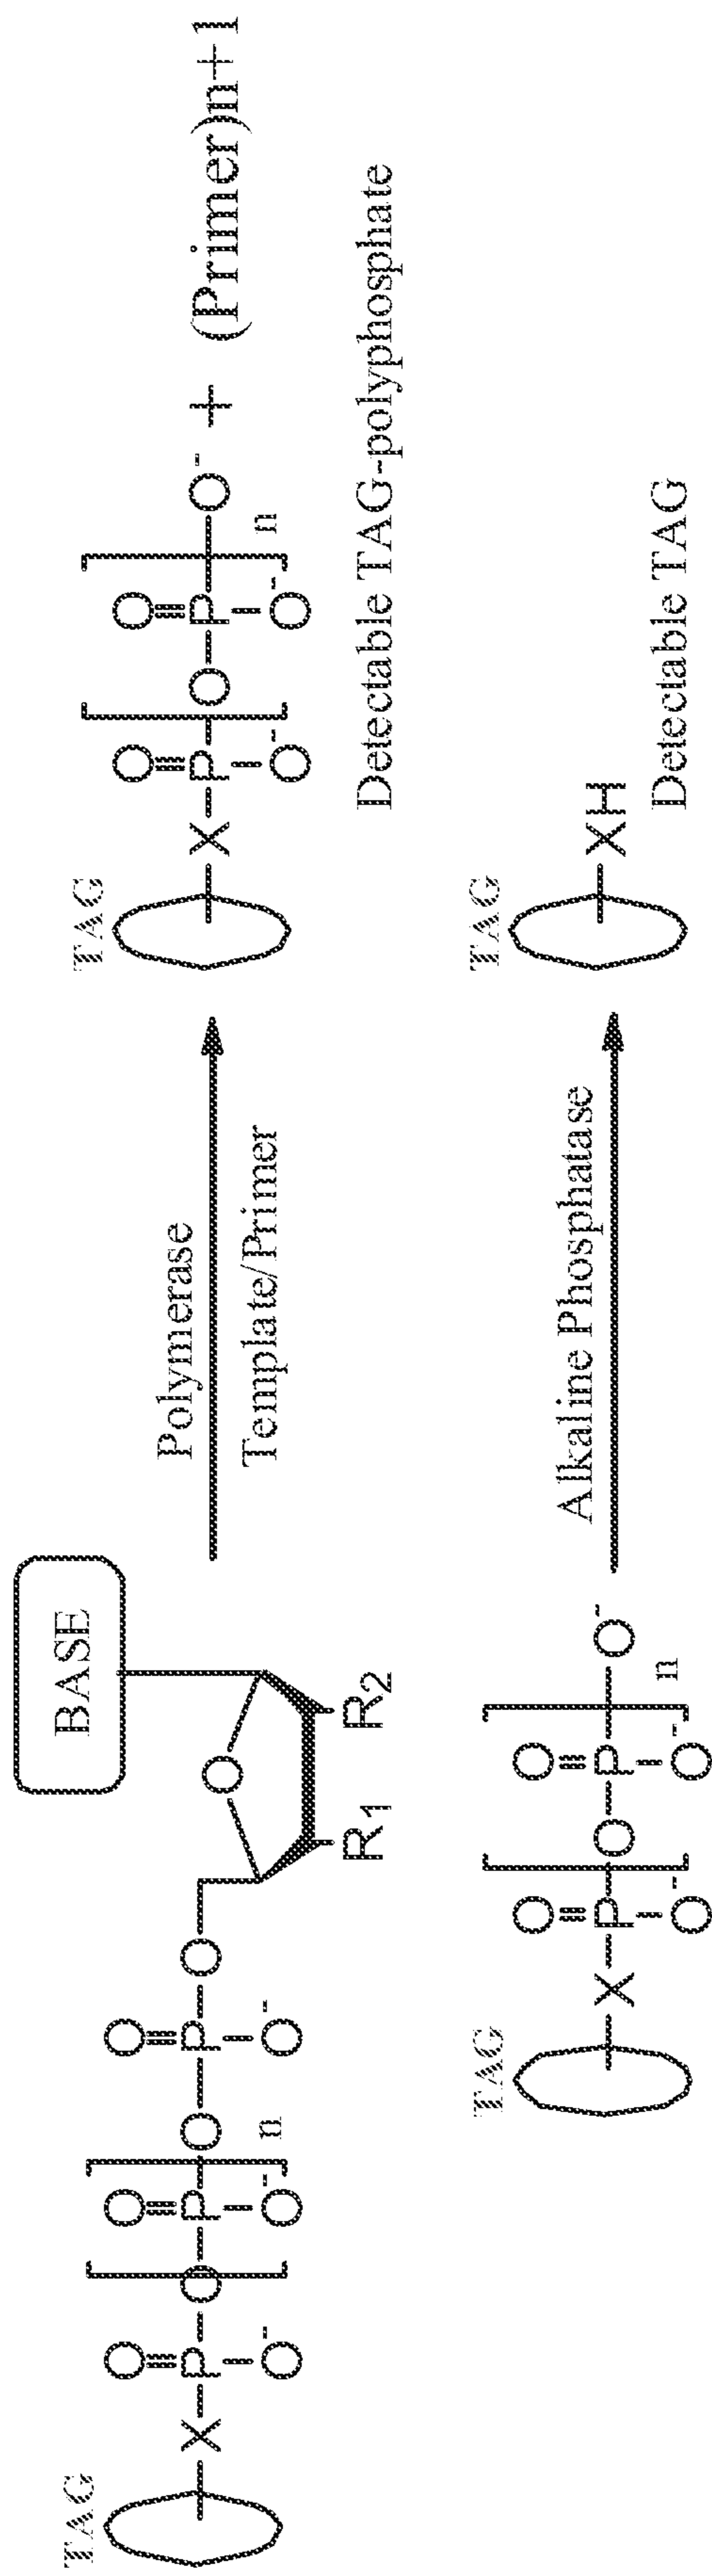 TAG
O O O
X–P–O P–O–P–O
O- O- O-
n
BASE
O
R1 R2
Polymerase
Template/Primer
TAG
O O
X–P–O–P–O- + (Primer)n+1
O- O-
n
Detectable TAG-polyphosphate
TAG
O O
X–P–O–P–O-
O- O-
n
Alkaline Phosphatase
TAG
XH
Detectable TAG